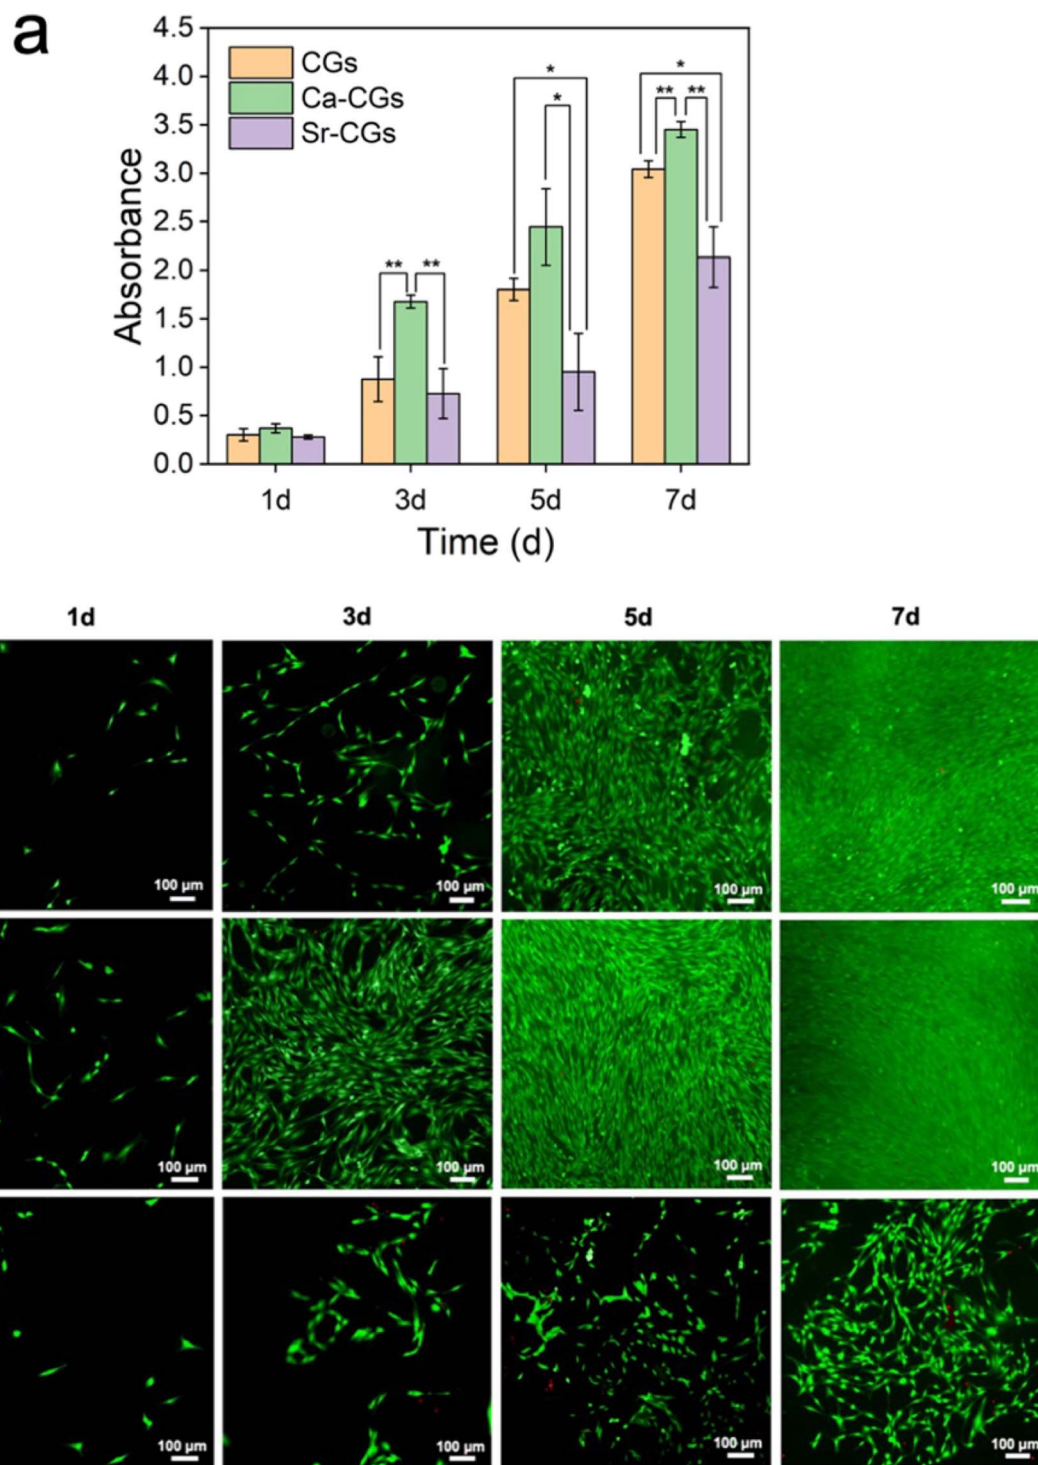 a
4.5
4.0
3.5
3.0
2.5
2.0
1.5
1.0
0.5
0.0
Absorbance
CGs
Ca-CGs
Sr-CGs
** **
*
*
*
** **
1d 3d 5d 7d
Time (d)
1d 3d 5d 7d
100 µm 100 µm 100 µm 100 µm
100 µm 100 µm 100 µm 100 µm
100 µm 100 µm 100 µm 100 µm